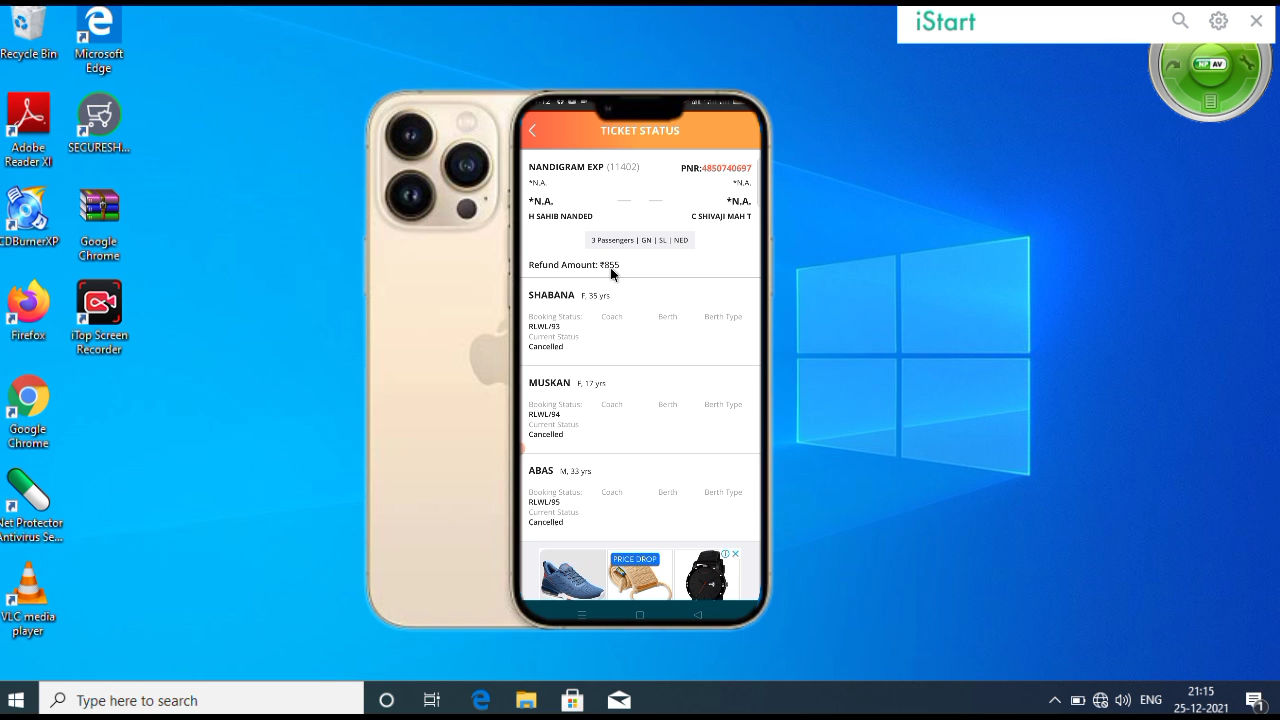 iStart
Recycle Bin
Microsoft
Edge
NP AV
Adobe
Reader XI
SECURESH...
CDBurnerXP
Google
Chrome
Firefox
iTop Screen
Recorder
Google
Chrome
Net Protector
Antivirus Se...
VLC media
player
TICKET STATUS
NANDIGRAM EXP (11402) PNR:4850740697
*N.A. *N.A.
*N.A. *N.A.
H SAHIB NANDED C SHIVAJI MAH T
3 Passengers | GN | SL | NED
Refund Amount: ₹855
SHABANA F, 35 yrs
Booking Status: Coach Berth Berth Type
RLWL/93
Current Status
Cancelled
MUSKAN F, 17 yrs
Booking Status: Coach Berth Berth Type
RLWL/94
Current Status
Cancelled
ABAS M, 33 yrs
Booking Status: Coach Berth Berth Type
RLWL/95
Current Status
Cancelled
PRICE DROP
Type here to search
ENG
21:15
25-12-2021
1